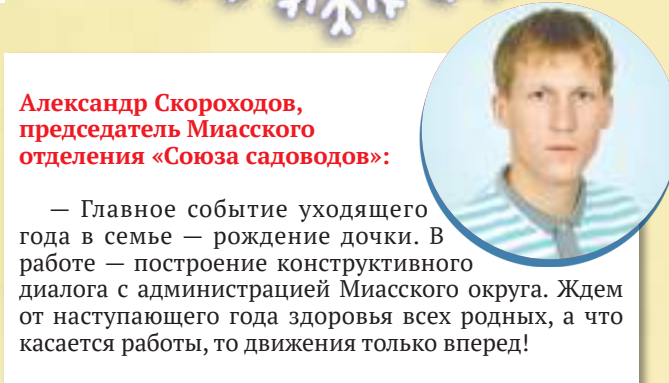 Александр Скороходов,
председатель Миасского
отделения «Союза садоводов»:
— Главное событие уходящего
года в семье — рождение дочки. В
работе — построение конструктивного
диалога с администрацией Миасского округа. Ждем
от наступающего года здоровья всех родных, а что
касается работы, то движения только вперед!